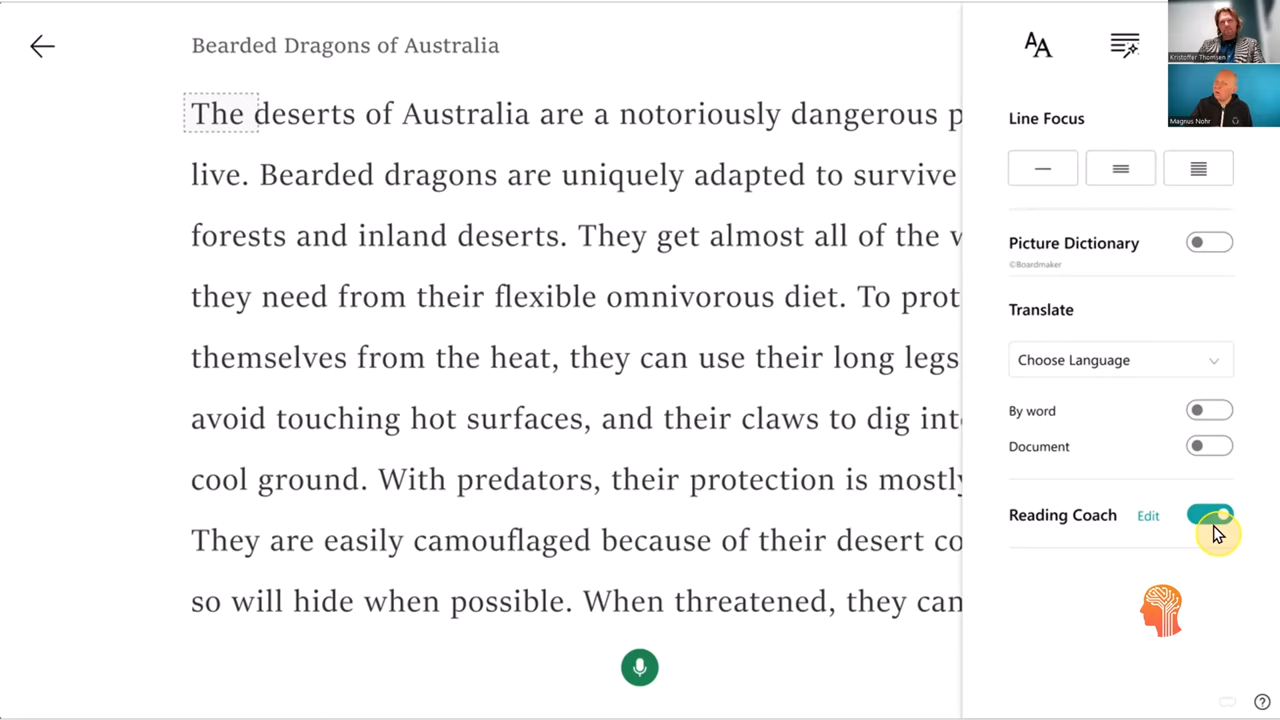 Bearded Dragons of Australia
The deserts of Australia are a notoriously dangerous p
live. Bearded dragons are uniquely adapted to survive
forests and inland deserts. They get almost all of the w
they need from their flexible omnivorous diet. To prot
themselves from the heat, they can use their long legs
avoid touching hot surfaces, and their claws to dig int
cool ground. With predators, their protection is mostly
They are easily camouflaged because of their desert co
so will hide when possible. When threatened, they can
AA
Kristoffer Thomsen
Magnus Nohr
Line Focus
Picture Dictionary
©Boardmaker
Translate
Choose Language
By word
Document
Reading Coach Edit
?